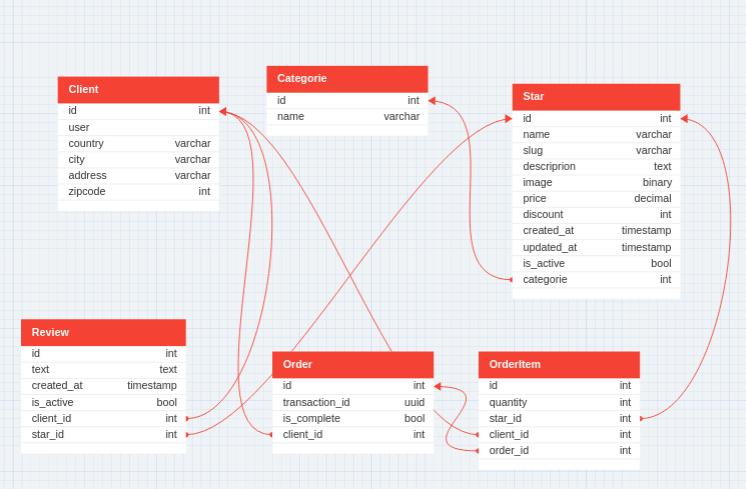 Client
id int
user
country varchar
city varchar
address varchar
zipcode int
Categorie
id int
name varchar
Star
id int
name varchar
slug varchar
descriprion text
image binary
price decimal
discount int
created_at timestamp
updated_at timestamp
is_active bool
categorie int
Review
id int
text text
created_at timestamp
is_active bool
client_id int
star_id int
Order
id int
transaction_id uuid
is_complete bool
client_id int
OrderItem
id int
quantity int
star_id int
client_id int
order_id int